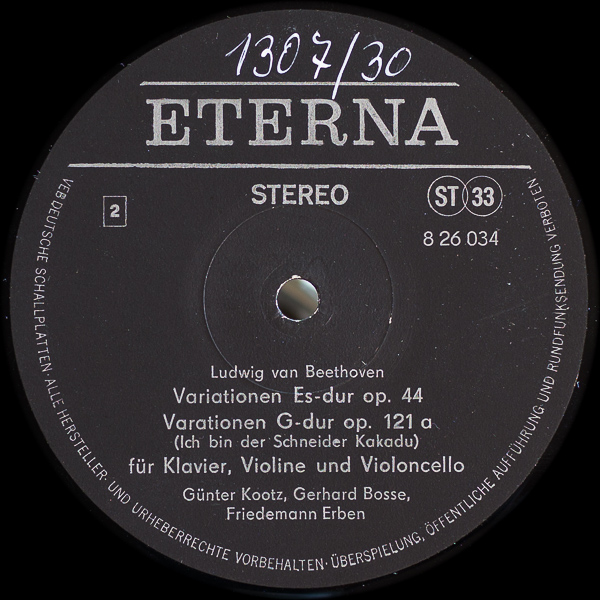 1307/30
ETERNA
STEREO
2
ST 33
8 26 034
Ludwig van Beethoven
Variationen Es-dur op. 44
Varationen G-dur op. 121 a
(Ich bin der Schneider Kakadu)
für Klavier, Violine und Violoncello
Günter Kootz, Gerhard Bosse,
Friedemann Erben
VEB DEUTSCHE SCHALLPLATTEN · ALLE HERSTELLER- UND URHEBERRECHTE VORBEHALTEN · ÜBERSPIELUNG, ÖFFENTLICHE AUFFÜHRUNG UND RUNDFUNKSENDUNG VERBOTEN